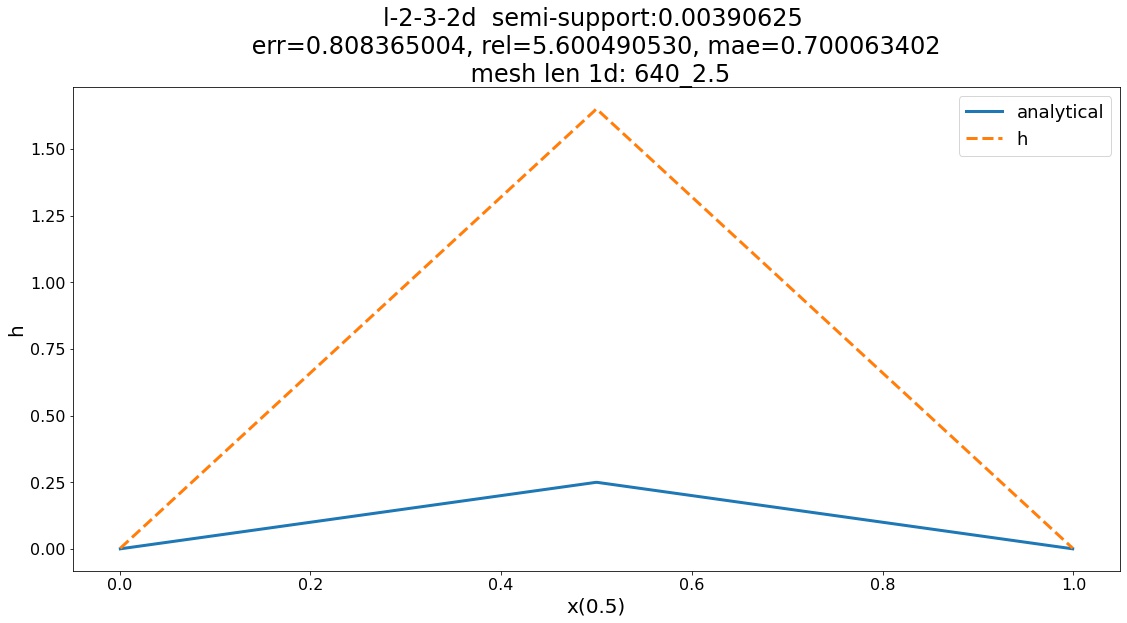 l-2-3-2d  semi-support:0.00390625
err=0.808365004, rel=5.600490530, mae=0.700063402
mesh len 1d: 640_2.5
analytical
h
h
1.50
1.25
1.00
0.75
0.50
0.25
0.00
0.0 0.2 0.4 0.6 0.8 1.0
x(0.5)